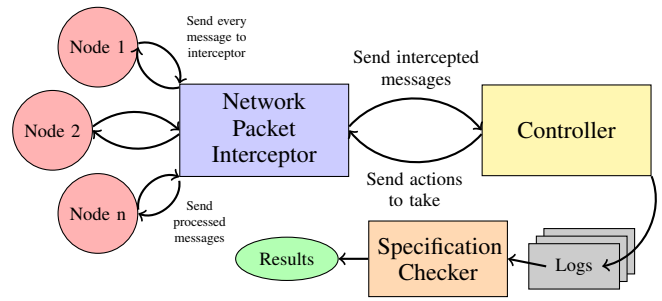 Node 1
Send every
message to
interceptor
Node 2
Network
Packet
Interceptor
Send intercepted
messages
Controller
Node n
Send
processed
messages
Send actions
to take
Results
Specification
Checker
Logs